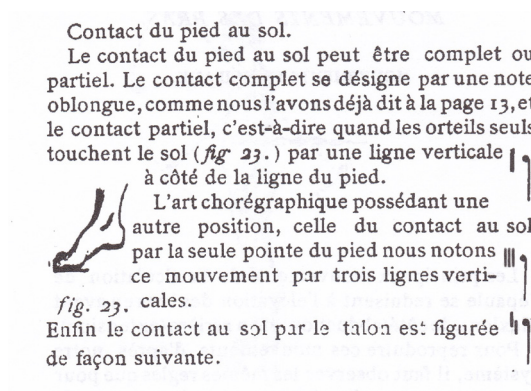 Contact du pied au sol.
Le contact du pied au sol peut être complet ou
partiel. Le contact complet se désigne par une note
oblongue, comme nous l'avons déjà dit à la page 13, et
le contact partiel, c'est-à-dire quand les orteils seuls
touchent le sol (fig 23.) par une ligne verticale
à côté de la ligne du pied.
L'art chorégraphique possédant une
autre position, celle du contact au sol
par la seule pointe du pied nous notons
ce mouvement par trois lignes verti-
fig. 23. cales.
Enfin le contact au sol par le talon est figurée
de façon suivante.